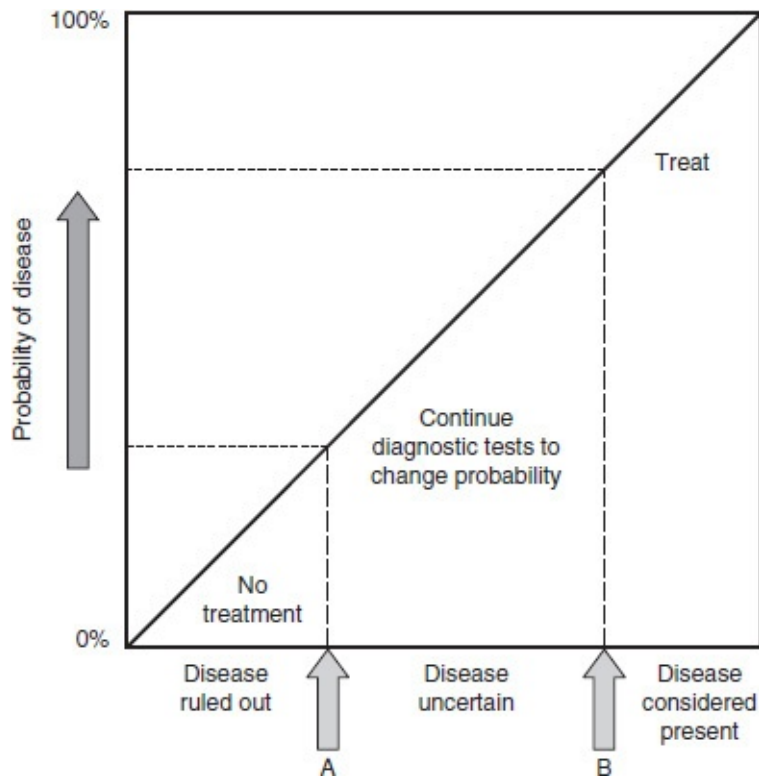 100%
Treat
Probability of disease
Continue
diagnostic tests to
change probability
No
treatment
0%
Disease
ruled out
Disease
uncertain
Disease
considered
present
A
B